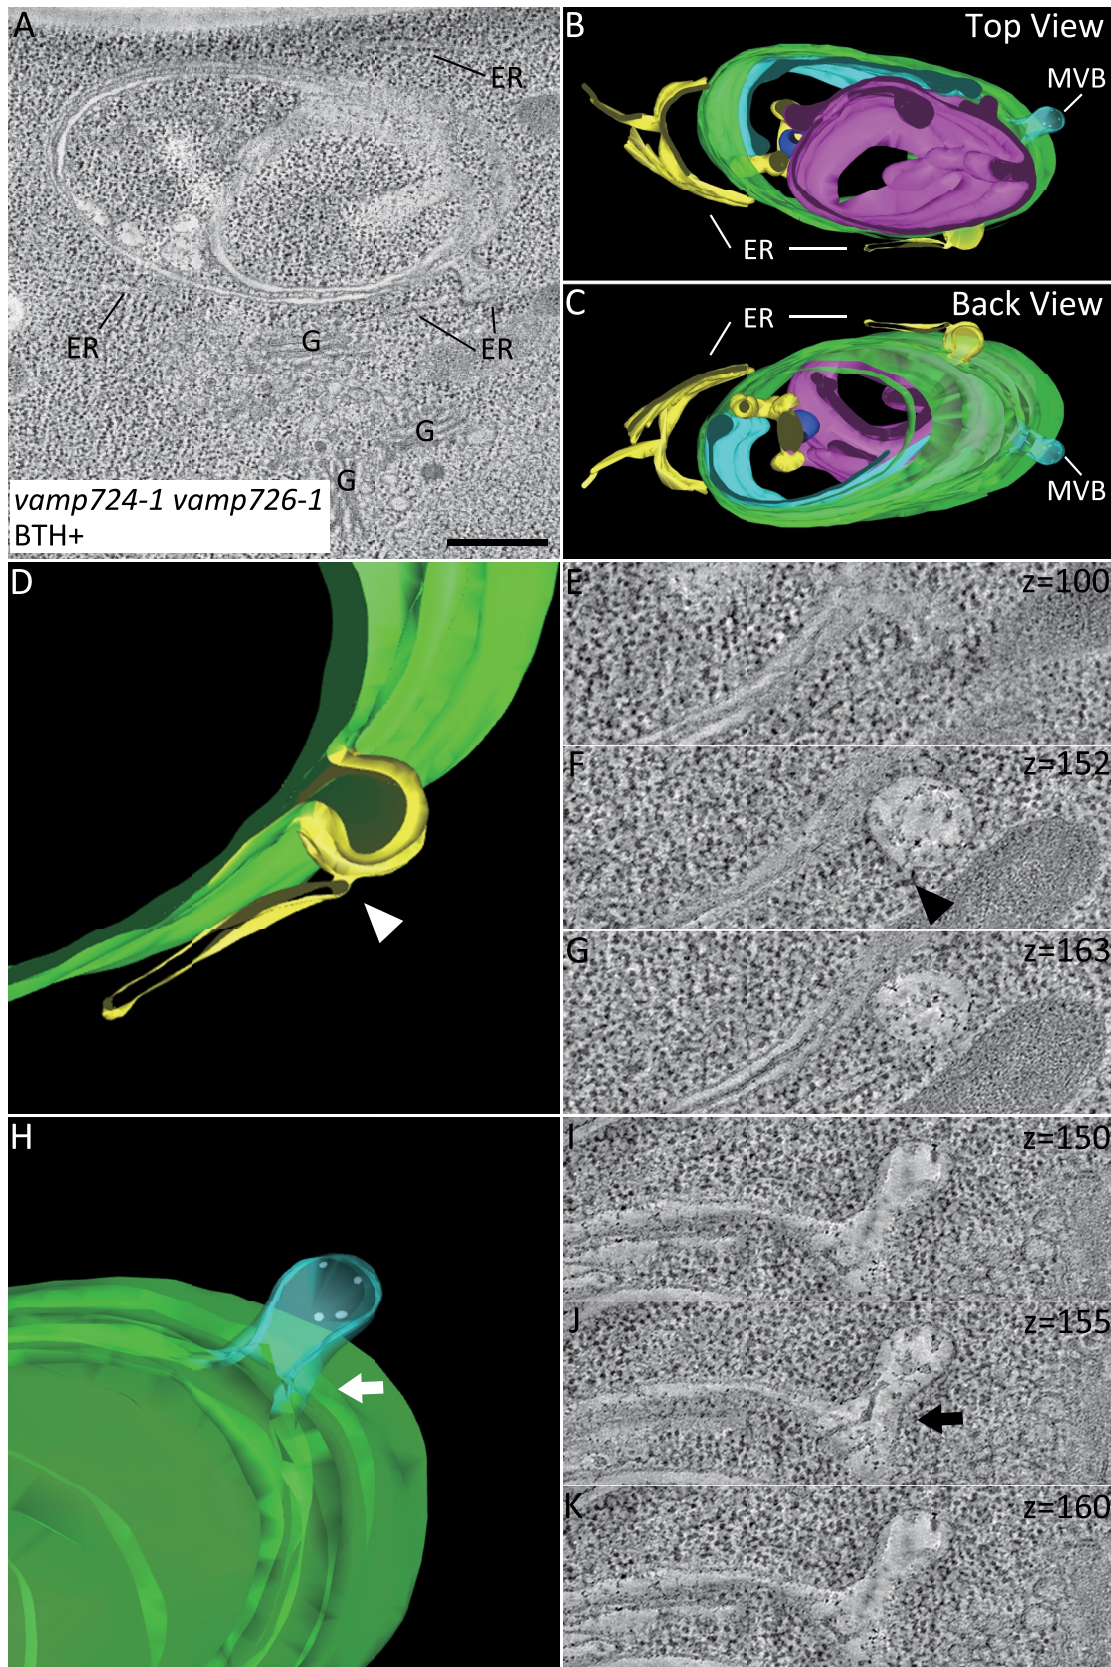 A
ER
ER
G
ER
G
G
vamp724-1 vamp726-1
BTH+
B
Top View
MVB
ER
C
Back View
ER
MVB
D
E
z=100
F
z=152
G
z=163
H
I
z=150
J
z=155
K
z=160